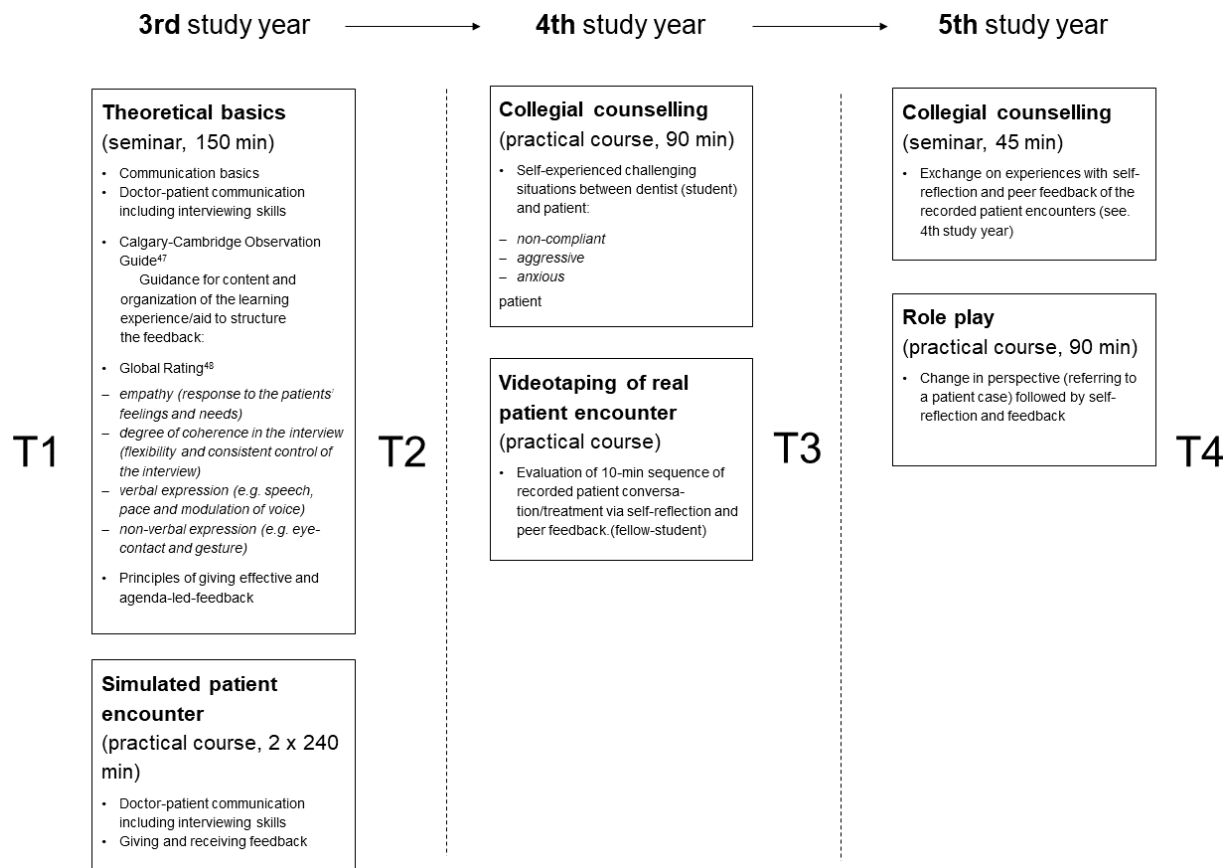 3rd study year
4th study year
5th study year
T1
Theoretical basics
(seminar, 150 min)
• Communication basics
• Doctor-patient communication
including interviewing skills
• Calgary-Cambridge Observation
Guide47
Guidance for content and
organization of the learning
experience/aid to structure
the feedback:
• Global Rating48
– empathy (response to the patients'
feelings and needs)
– degree of coherence in the interview
(flexibility and consistent control of
the interview)
– verbal expression (e.g. speech,
pace and modulation of voice)
– non-verbal expression (e.g. eye-
contact and gesture)
• Principles of giving effective and
agenda-led-feedback
Simulated patient
encounter
(practical course, 2 x 240
min)
• Doctor-patient communication
including interviewing skills
• Giving and receiving feedback
T2
Collegial counselling
(practical course, 90 min)
• Self-experienced challenging
situations between dentist (student)
and patient:
– non-compliant
– aggressive
– anxious
patient
Videotaping of real
patient encounter
(practical course)
• Evaluation of 10-min sequence of
recorded patient conversa-
tion/treatment via self-reflection and
peer feedback.(fellow-student)
T3
Collegial counselling
(seminar, 45 min)
• Exchange on experiences with self-
reflection and peer feedback of the
recorded patient encounters (see.
4th study year)
Role play
(practical course, 90 min)
• Change in perspective (referring to
a patient case) followed by self-
reflection and feedback
T4